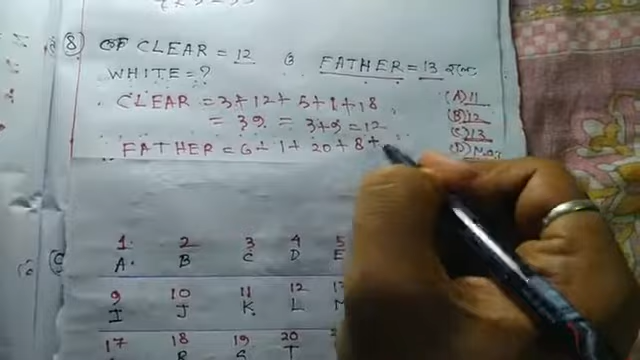 8 CLEAR = 12 ও FATHER = 13 হলে
WHITE = ?
CLEAR = 3+12+5+1+18
= 39 = 3+9 = 12
FATHER = 6+1+20+8+
(A) 11
(B) 12
(C) 13
(D)
1 2 3 4 5
A B C D E
9 10 11 12
I J K L
17 18 19 20
R S T